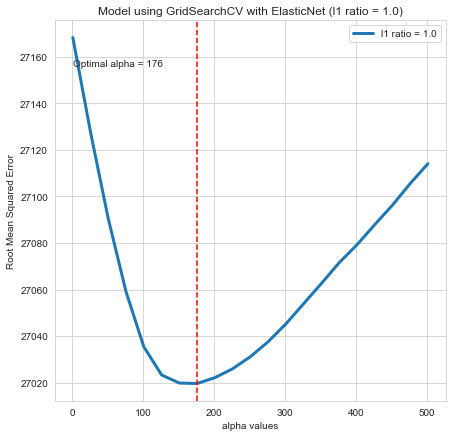 Model using GridSearchCV with ElasticNet (l1 ratio = 1.0)
l1 ratio = 1.0
Optimal alpha = 176
Root Mean Squared Error
27160
27140
27120
27100
27080
27060
27040
27020
0 100 200 300 400 500
alpha values